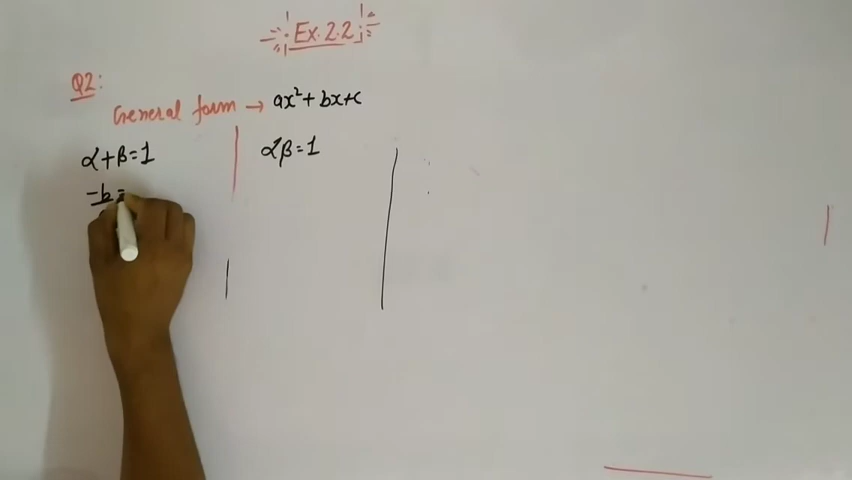 Ex.2.2
Q2:
General form → ax² + bx + c
α + β = 1
αβ = 1
-b =